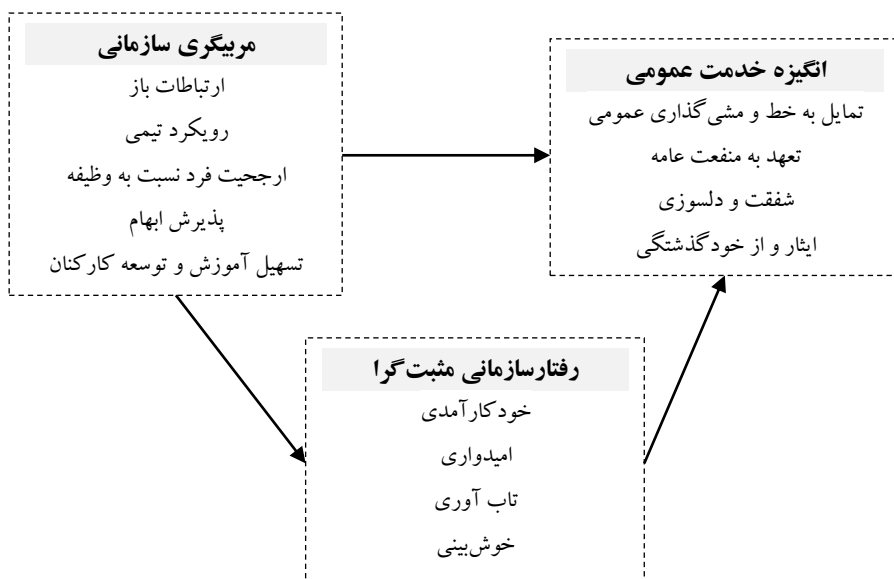 مربیگری سازمانی
ارتباطات باز
رویکرد تیمی
ارجحیت فرد نسبت به وظیفه
پذیرش ابهام
تسهیل آموزش و توسعه کارکنان
انگیزه خدمت عمومی
تمایل به خط و مشی‌گذاری عمومی
تعهد به منفعت عامه
شفقت و دلسوزی
ایثار و از خودگذشتگی
رفتارسازمانی مثبت‌گرا
خودکارآمدی
امیدواری
تاب آوری
خوش‌بینی